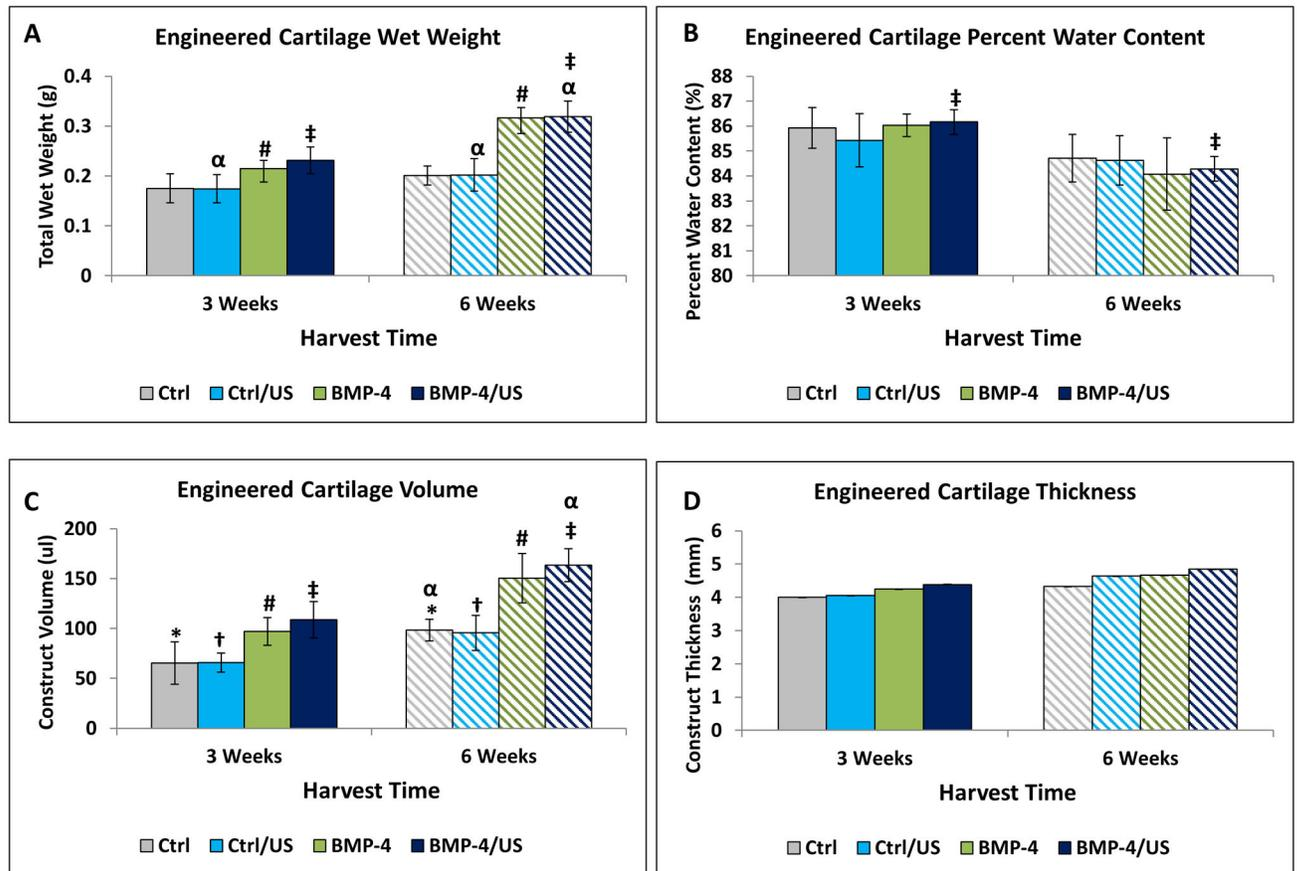 A
Engineered Cartilage Wet Weight
Total Wet Weight (g)
0.4
0.3
0.2
0.1
0
α
#
‡
α
#
‡
α
3 Weeks
6 Weeks
Harvest Time
Ctrl Ctrl/US BMP-4 BMP-4/US
B
Engineered Cartilage Percent Water Content
Percent Water Content (%)
88
87
86
85
84
83
82
81
80
‡
‡
3 Weeks
6 Weeks
Harvest Time
Ctrl Ctrl/US BMP-4 BMP-4/US
C
Engineered Cartilage Volume
Construct Volume (ul)
200
150
100
50
0
*
†
#
‡
α
*
†
#
α
‡
3 Weeks
6 Weeks
Harvest Time
Ctrl Ctrl/US BMP-4 BMP-4/US
D
Engineered Cartilage Thickness
Construct Thickness (mm)
6
5
4
3
2
1
0
3 Weeks
6 Weeks
Harvest Time
Ctrl Ctrl/US BMP-4 BMP-4/US